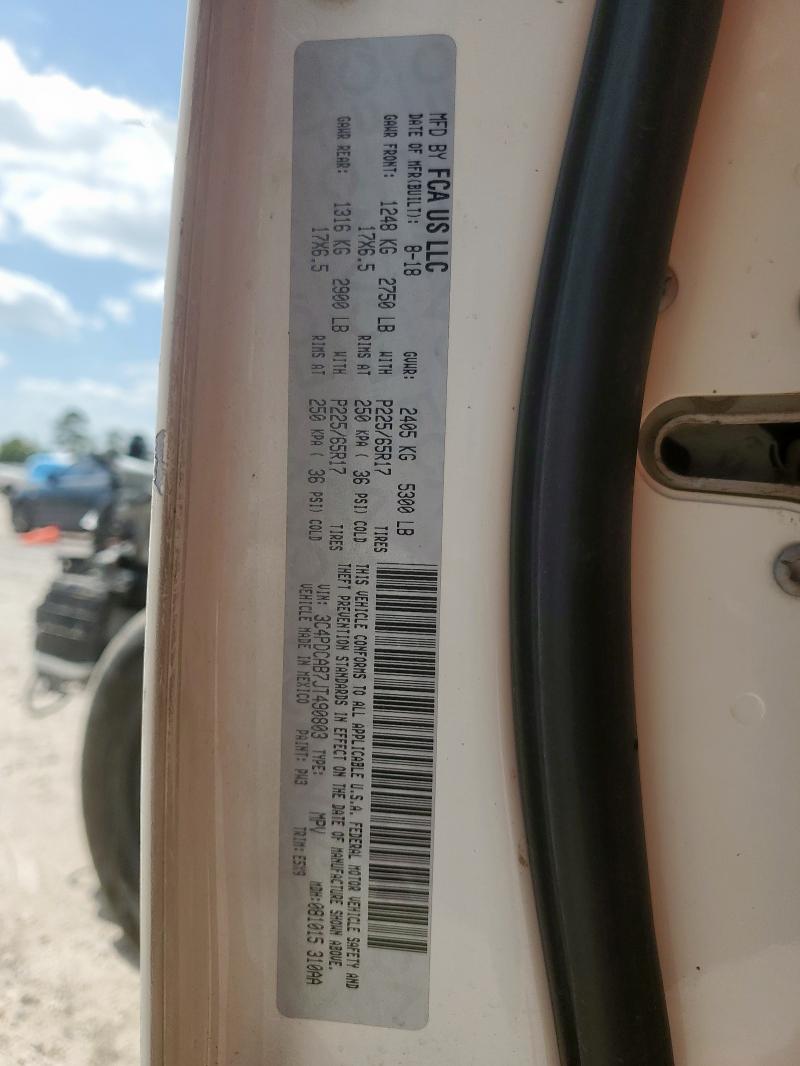 MFD BY FCA US LLC
DATE OF MFR(BUILT): 8-18 GVWR: 2405 KG 5300 LB
GAWR FRONT: 1248 KG 2750 LB WITH P225/65R17 TIRES
17X6.5 RIMS AT 250 KPA ( 36 PSI) COLD
GAWR REAR: 1316 KG 2900 LB WITH P225/65R17 TIRES
17X6.5 RIMS AT 250 KPA ( 36 PSI) COLD
THIS VEHICLE CONFORMS TO ALL APPLICABLE U.S.A. FEDERAL MOTOR VEHICLE SAFETY AND
THEFT PREVENTION STANDARDS IN EFFECT ON THE DATE OF MANUFACTURE SHOWN ABOVE.
VIN: 3C4PDCAB7JT490803 TYPE: MPV MDH:081015 310AA
VEHICLE MADE IN MEXICO PAINT: PW3 TRIM: E5X9